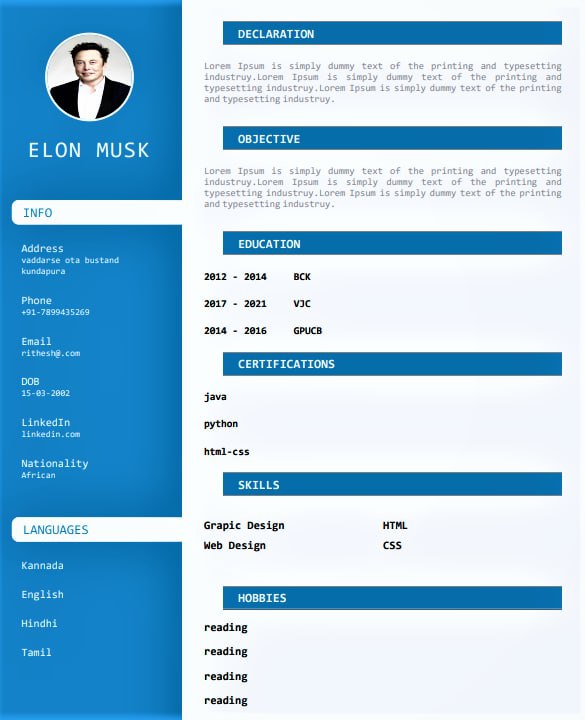 ELON MUSK
INFO
Address
vaddarse ota bustand
kundapura
Phone
+91-7899435269
Email
rithesh@.com
DOB
15-03-2002
LinkedIn
linkedin.com
Nationality
African
LANGUAGES
Kannada
English
Hindhi
Tamil
DECLARATION
Lorem Ipsum is simply dummy text of the printing and typesetting
industruy.Lorem Ipsum is simply dummy text of the printing and
typesetting industruy.Lorem Ipsum is simply dummy text of the printing
and typesetting industruy.
OBJECTIVE
Lorem Ipsum is simply dummy text of the printing and typesetting
industruy.Lorem Ipsum is simply dummy text of the printing and
typesetting industruy.Lorem Ipsum is simply dummy text of the printing
and typesetting industruy.
EDUCATION
2012 - 2014 BCK
2017 - 2021 VJC
2014 - 2016 GPUCB
CERTIFICATIONS
java
python
html-css
SKILLS
Grapic Design HTML
Web Design CSS
HOBBIES
reading
reading
reading
reading